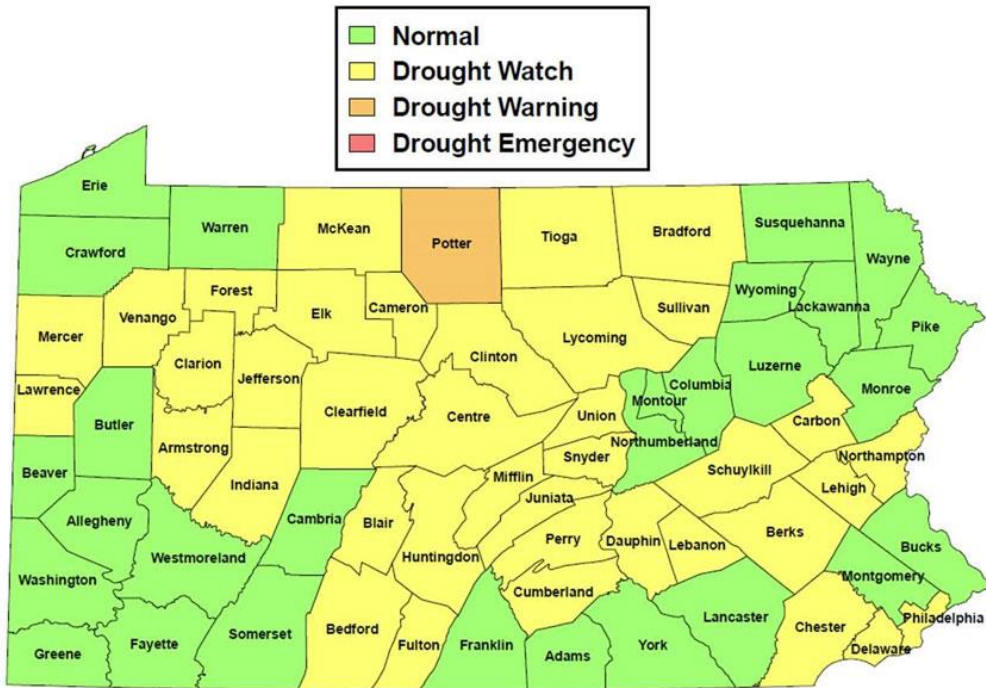 Normal
Drought Watch
Drought Warning
Drought Emergency
Erie
Warren
McKean
Potter
Tioga
Bradford
Susquehanna
Crawford
Wayne
Forest
Wyoming
Lackawanna
Venango
Elk
Cameron
Sullivan
Mercer
Pike
Clarion
Clinton
Lycoming
Jefferson
Luzerne
Lawrence
Columbia
Monroe
Montour
Butler
Clearfield
Centre
Union
Carbon
Armstrong
Northumberland
Snyder
Northampton
Beaver
Indiana
Mifflin
Schuylkill
Lehigh
Juniata
Allegheny
Cambria
Blair
Berks
Perry
Dauphin
Lebanon
Bucks
Westmoreland
Huntingdon
Montgomery
Washington
Cumberland
Lancaster
Philadelphia
Bedford
Chester
Somerset
Fayette
Fulton
Franklin
York
Delaware
Greene
Adams